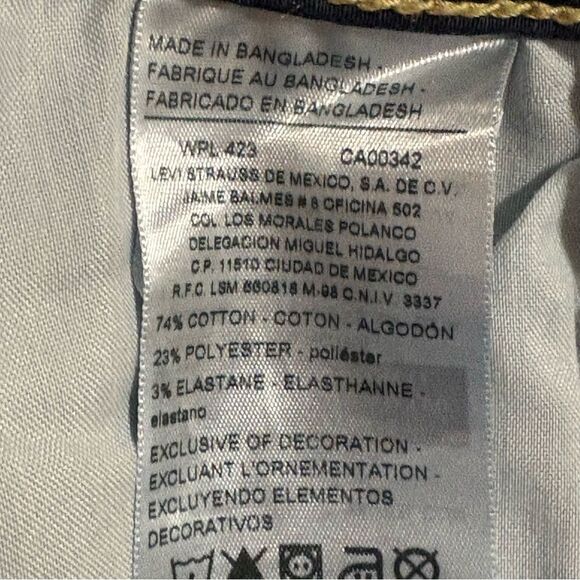 MADE IN BANGLADESH -
FABRIQUE AU BANGLADESH -
FABRICADO EN BANGLADESH
WPL 423 CA00342
LEVI STRAUSS DE MEXICO, S.A. DE C.V.
JAIME BALMES # 8 OFICINA 502
COL. LOS MORALES POLANCO
DELEGACION MIGUEL HIDALGO
C.P. 11510 CIUDAD DE MEXICO
R.F.C. LSM 660818 M-98 C.N.I.V. 3337
74% COTTON - COTON - ALGODÓN
23% POLYESTER - poliéster
3% ELASTANE - ELASTHANNE -
elastano
EXCLUSIVE OF DECORATION -
EXCLUANT L'ORNEMENTATION -
EXCLUYENDO ELEMENTOS
DECORATIVOS